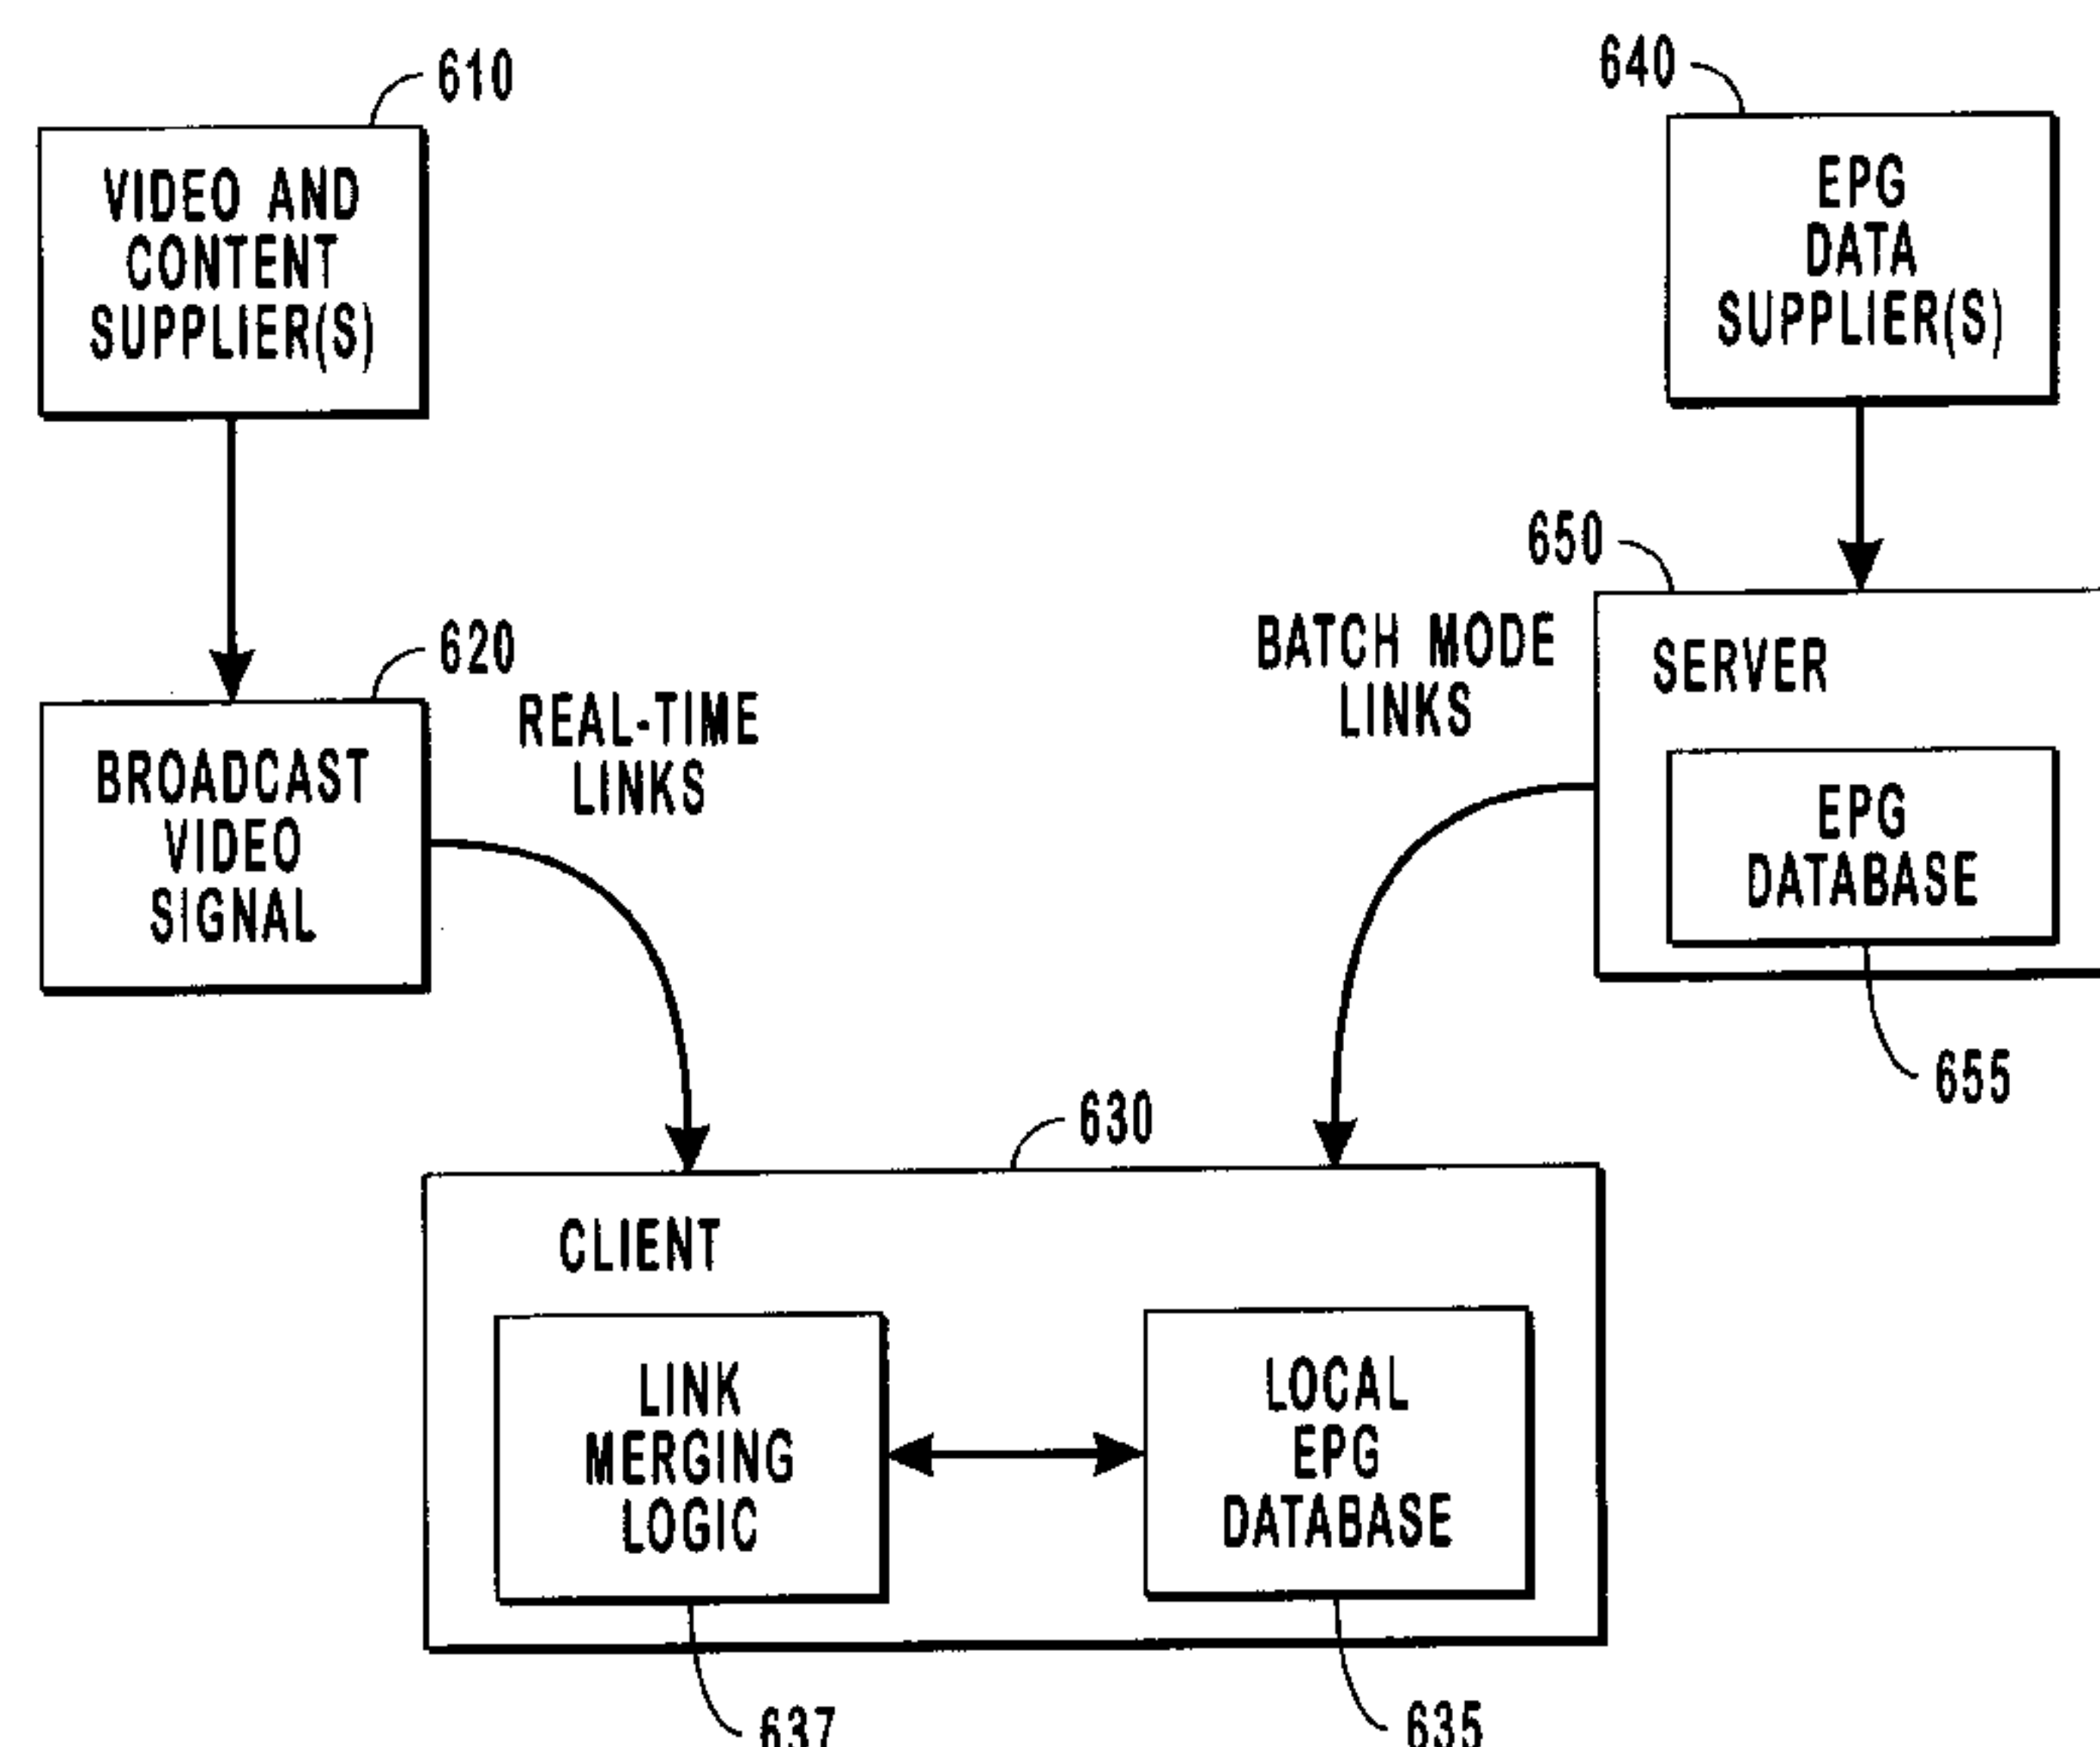 610
VIDEO AND
CONTENT
SUPPLIER(S)
640
EPG
DATA
SUPPLIER(S)
620
BROADCAST
VIDEO
SIGNAL
REAL-TIME
LINKS
BATCH MODE
LINKS
650
SERVER
EPG
DATABASE
655
630
CLIENT
LINK
MERGING
LOGIC
LOCAL
EPG
DATABASE
637
635